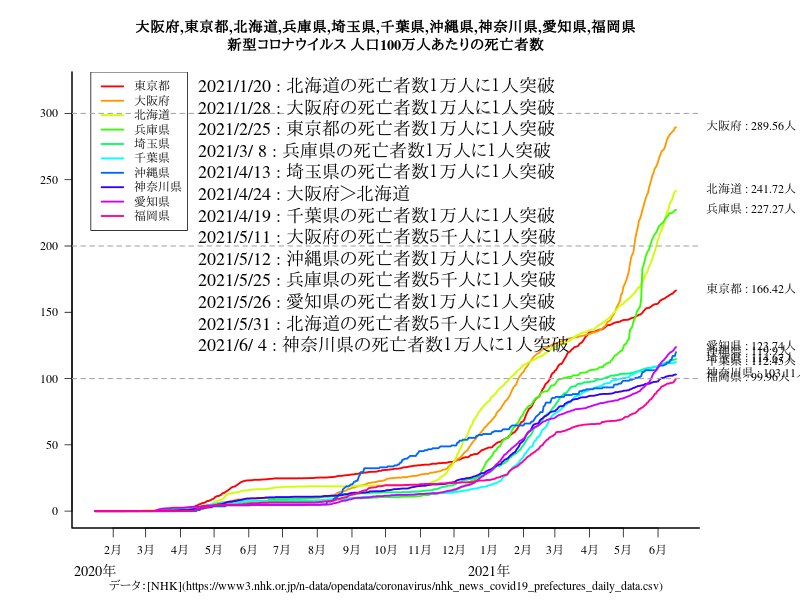 大阪府,東京都,北海道,兵庫県,埼玉県,千葉県,沖縄県,神奈川県,愛知県,福岡県
新型コロナウイルス 人口100万人あたりの死亡者数
東京都
大阪府
北海道
兵庫県
埼玉県
千葉県
沖縄県
神奈川県
愛知県
福岡県
2021/1/20 : 北海道の死亡者数1万人に1人突破
2021/1/28 : 大阪府の死亡者数1万人に1人突破
2021/2/25 : 東京都の死亡者数1万人に1人突破
2021/3/ 8 : 兵庫県の死亡者数1万人に1人突破
2021/4/13 : 埼玉県の死亡者数1万人に1人突破
2021/4/24 : 大阪府＞北海道
2021/4/19 : 千葉県の死亡者数1万人に1人突破
2021/5/11 : 大阪府の死亡者数5千人に1人突破
2021/5/12 : 沖縄県の死亡者数1万人に1人突破
2021/5/25 : 兵庫県の死亡者数5千人に1人突破
2021/5/26 : 愛知県の死亡者数1万人に1人突破
2021/5/31 : 北海道の死亡者数5千人に1人突破
2021/6/ 4 : 神奈川県の死亡者数1万人に1人突破
300
250
200
150
100
50
0
大阪府 : 289.56人
北海道 : 241.72人
兵庫県 : 227.27人
東京都 : 166.42人
愛知県 : 123.74人
千葉県 : 112.45人
神奈川県 : 103.11人
福岡県 : 99.96人
2月 3月 4月 5月 6月 7月 8月 9月 10月 11月 12月 1月 2月 3月 4月 5月 6月
2020年 2021年
データ：[NHK](https://www3.nhk.or.jp/n-data/opendata/coronavirus/nhk_news_covid19_prefectures_daily_data.csv)